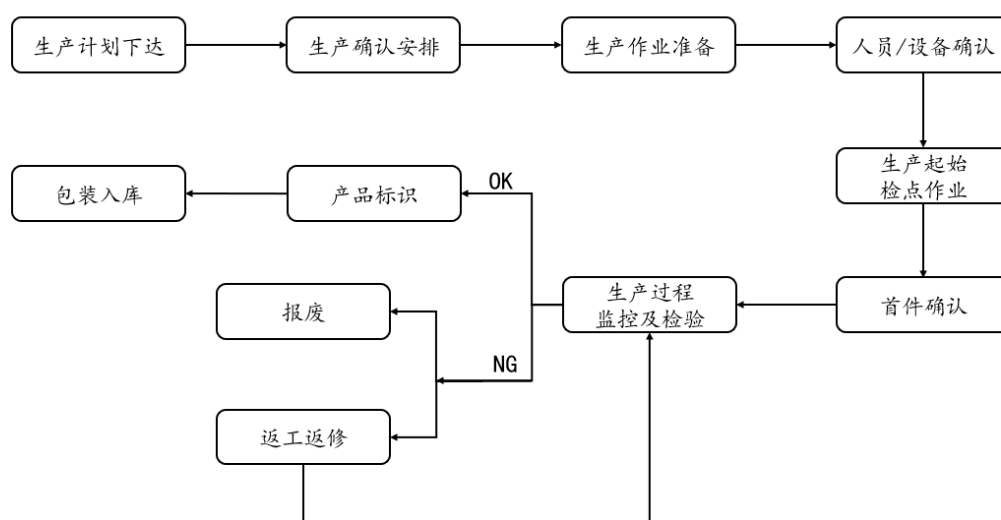 生产计划下达
生产确认安排
生产作业准备
人员/设备确认
生产起始
检点作业
首件确认
生产过程
监控及检验
OK
产品标识
包装入库
NG
报废
返工返修